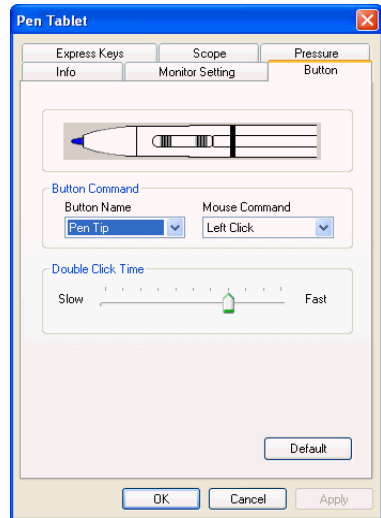 Pen Tablet
Express Keys Scope Pressure
Info Monitor Setting Button
Button Command
Button Name Mouse Command
Pen Tip Left Click
Double Click Time
Slow Fast
Default
OK Cancel Apply